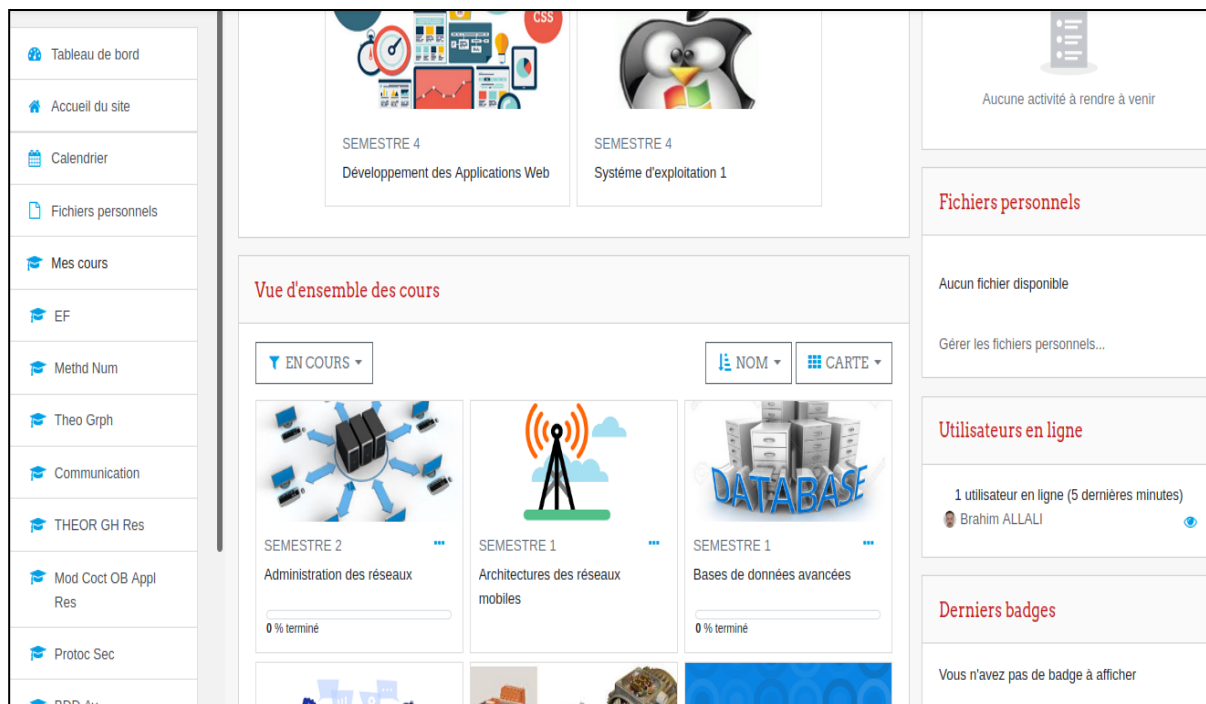 Tableau de bord
Accueil du site
Calendrier
Fichiers personnels
Mes cours
EF
Methd Num
Theo Grph
Communication
THEOR GH Res
Mod Coct OB Appl
Res
Protoc Sec
CSS
SEMESTRE 4
Développement des Applications Web
SEMESTRE 4
Systéme d'exploitation 1
Vue d'ensemble des cours
EN COURS
NOM
CARTE
SEMESTRE 2
Administration des réseaux
0 % terminé
SEMESTRE 1
Architectures des réseaux
mobiles
DATABASE
SEMESTRE 1
Bases de données avancées
0 % terminé
Aucune activité à rendre à venir
Fichiers personnels
Aucun fichier disponible
Gérer les fichiers personnels...
Utilisateurs en ligne
1 utilisateur en ligne (5 dernières minutes)
Brahim ALLALI
Derniers badges
Vous n'avez pas de badge à afficher